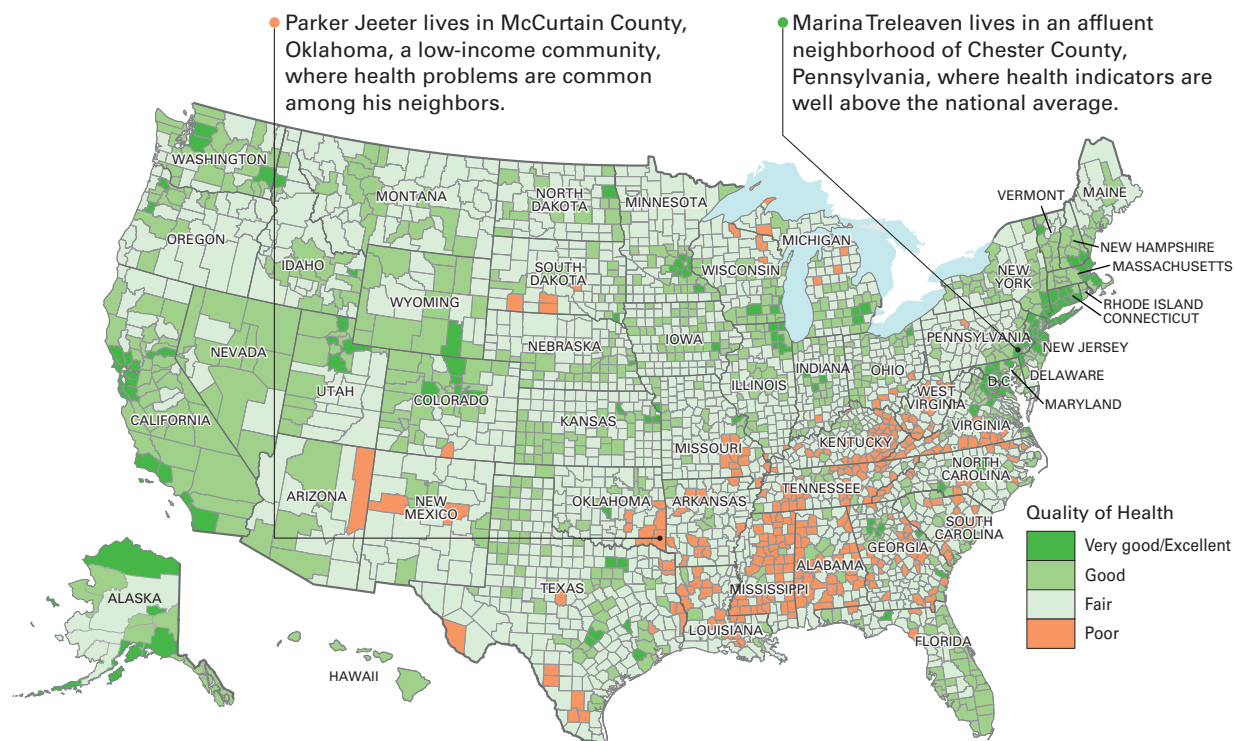 Parker Jeeter lives in McCurtain County,
Oklahoma, a low-income community,
where health problems are common
among his neighbors.
Marina Treleaven lives in an affluent
neighborhood of Chester County,
Pennsylvania, where health indicators are
well above the national average.
WASHINGTON
MONTANA
NORTH
DAKOTA
MINNESOTA
VERMONT
MAINE
OREGON
IDAHO
SOUTH
DAKOTA
WISCONSIN
MICHIGAN
NEW
YORK
NEW HAMPSHIRE
MASSACHUSETTS
RHODE ISLAND
CONNECTICUT
WYOMING
NEVADA
UTAH
COLORADO
NEBRASKA
IOWA
ILLINOIS
INDIANA
OHIO
PENNSYLVANIA
NEW JERSEY
D.C.
DELAWARE
MARYLAND
CALIFORNIA
KANSAS
MISSOURI
KENTUCKY
WEST
VIRGINIA
VIRGINIA
ARIZONA
NEW
MEXICO
OKLAHOMA
ARKANSAS
TENNESSEE
NORTH
CAROLINA
SOUTH
CAROLINA
GEORGIA
ALABAMA
MISSISSIPPI
TEXAS
LOUISIANA
FLORIDA
ALASKA
HAWAII
Quality of Health
Very good/Excellent
Good
Fair
Poor